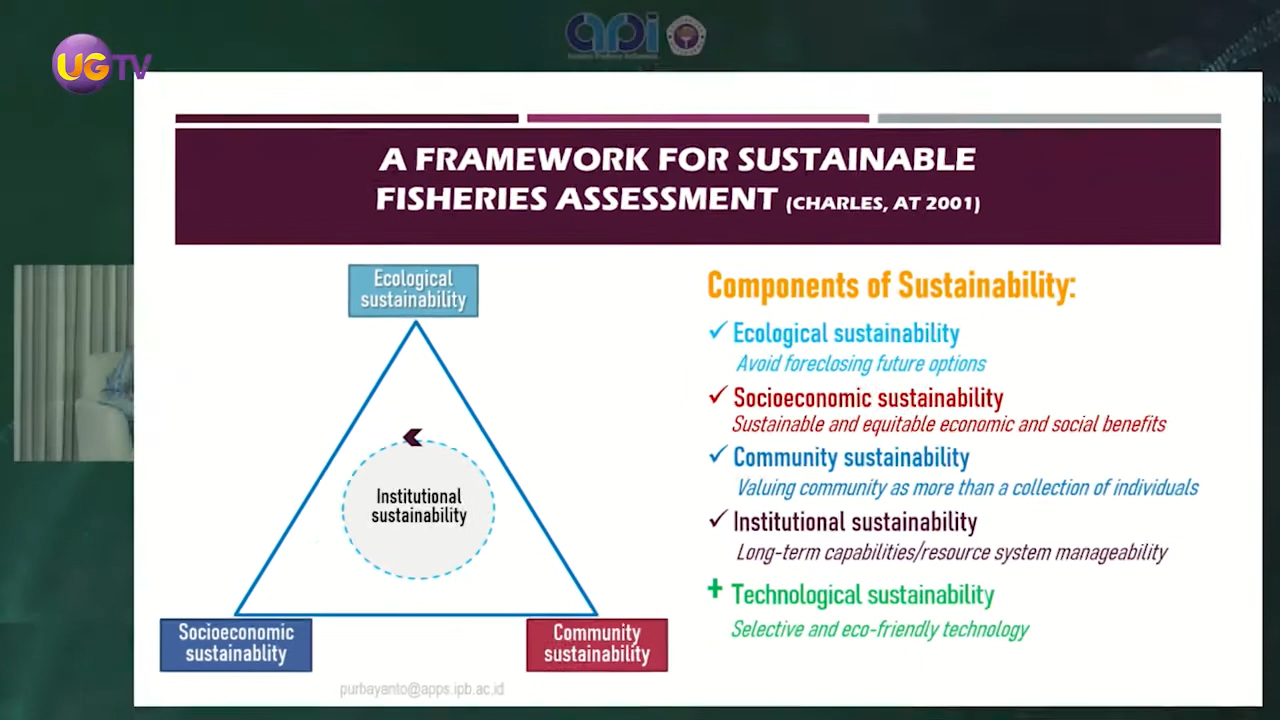 UGTV
api
A FRAMEWORK FOR SUSTAINABLE
FISHERIES ASSESSMENT (CHARLES, AT 2001)
Ecological
sustainability
Institutional
sustainability
Socioeconomic
sustainablity
Community
sustainability
Components of Sustainability:
✓ Ecological sustainability
Avoid foreclosing future options
✓ Socioeconomic sustainability
Sustainable and equitable economic and social benefits
✓ Community sustainability
Valuing community as more than a collection of individuals
✓ Institutional sustainability
Long-term capabilities/resource system manageability
+ Technological sustainability
Selective and eco-friendly technology
purbayanto@apps.ipb.ac.id